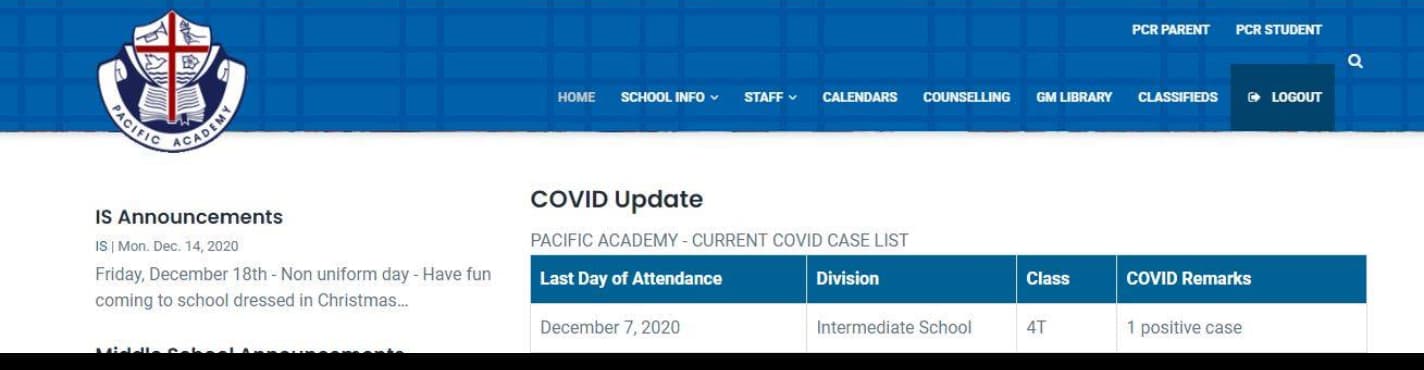 PCR PARENT PCR STUDENT
HOME SCHOOL INFO STAFF CALENDARS COUNSELLING GM LIBRARY CLASSIFIEDS LOGOUT
PACIFIC ACADEMY
IS Announcements
IS | Mon. Dec. 14, 2020
Friday, December 18th - Non uniform day - Have fun
coming to school dressed in Christmas...
Middle School Announcements
COVID Update
PACIFIC ACADEMY - CURRENT COVID CASE LIST
Last Day of Attendance Division Class COVID Remarks
December 7, 2020 Intermediate School 4T 1 positive case